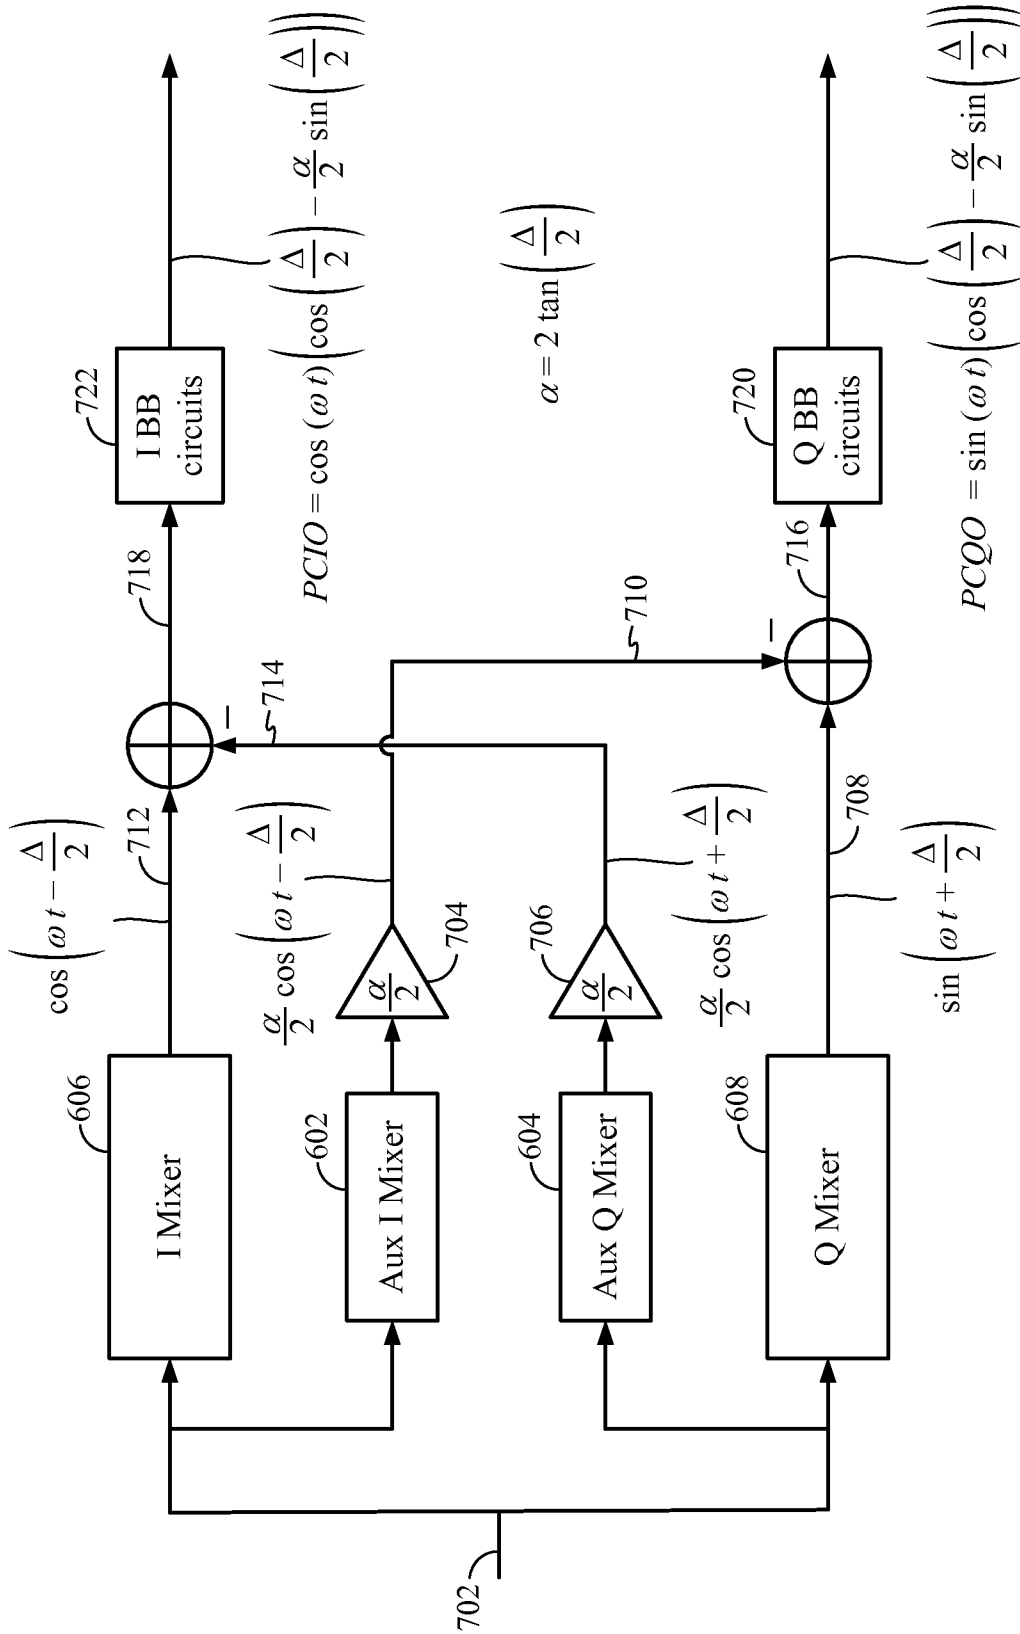 702
606
I Mixer
cos(ωt − Δ/2)
712
718
722
I BB
circuits
PCIO = cos(ωt)(cos(Δ/2) − α/2 sin(Δ/2))
602
Aux I Mixer
α/2
704
α/2 cos(ωt − Δ/2)
−
714
710
α = 2 tan(Δ/2)
604
Aux Q Mixer
α/2
706
α/2 cos(ωt + Δ/2)
608
Q Mixer
sin(ωt + Δ/2)
708
−
716
720
Q BB
circuits
PCQO = sin(ωt)(cos(Δ/2) − α/2 sin(Δ/2))